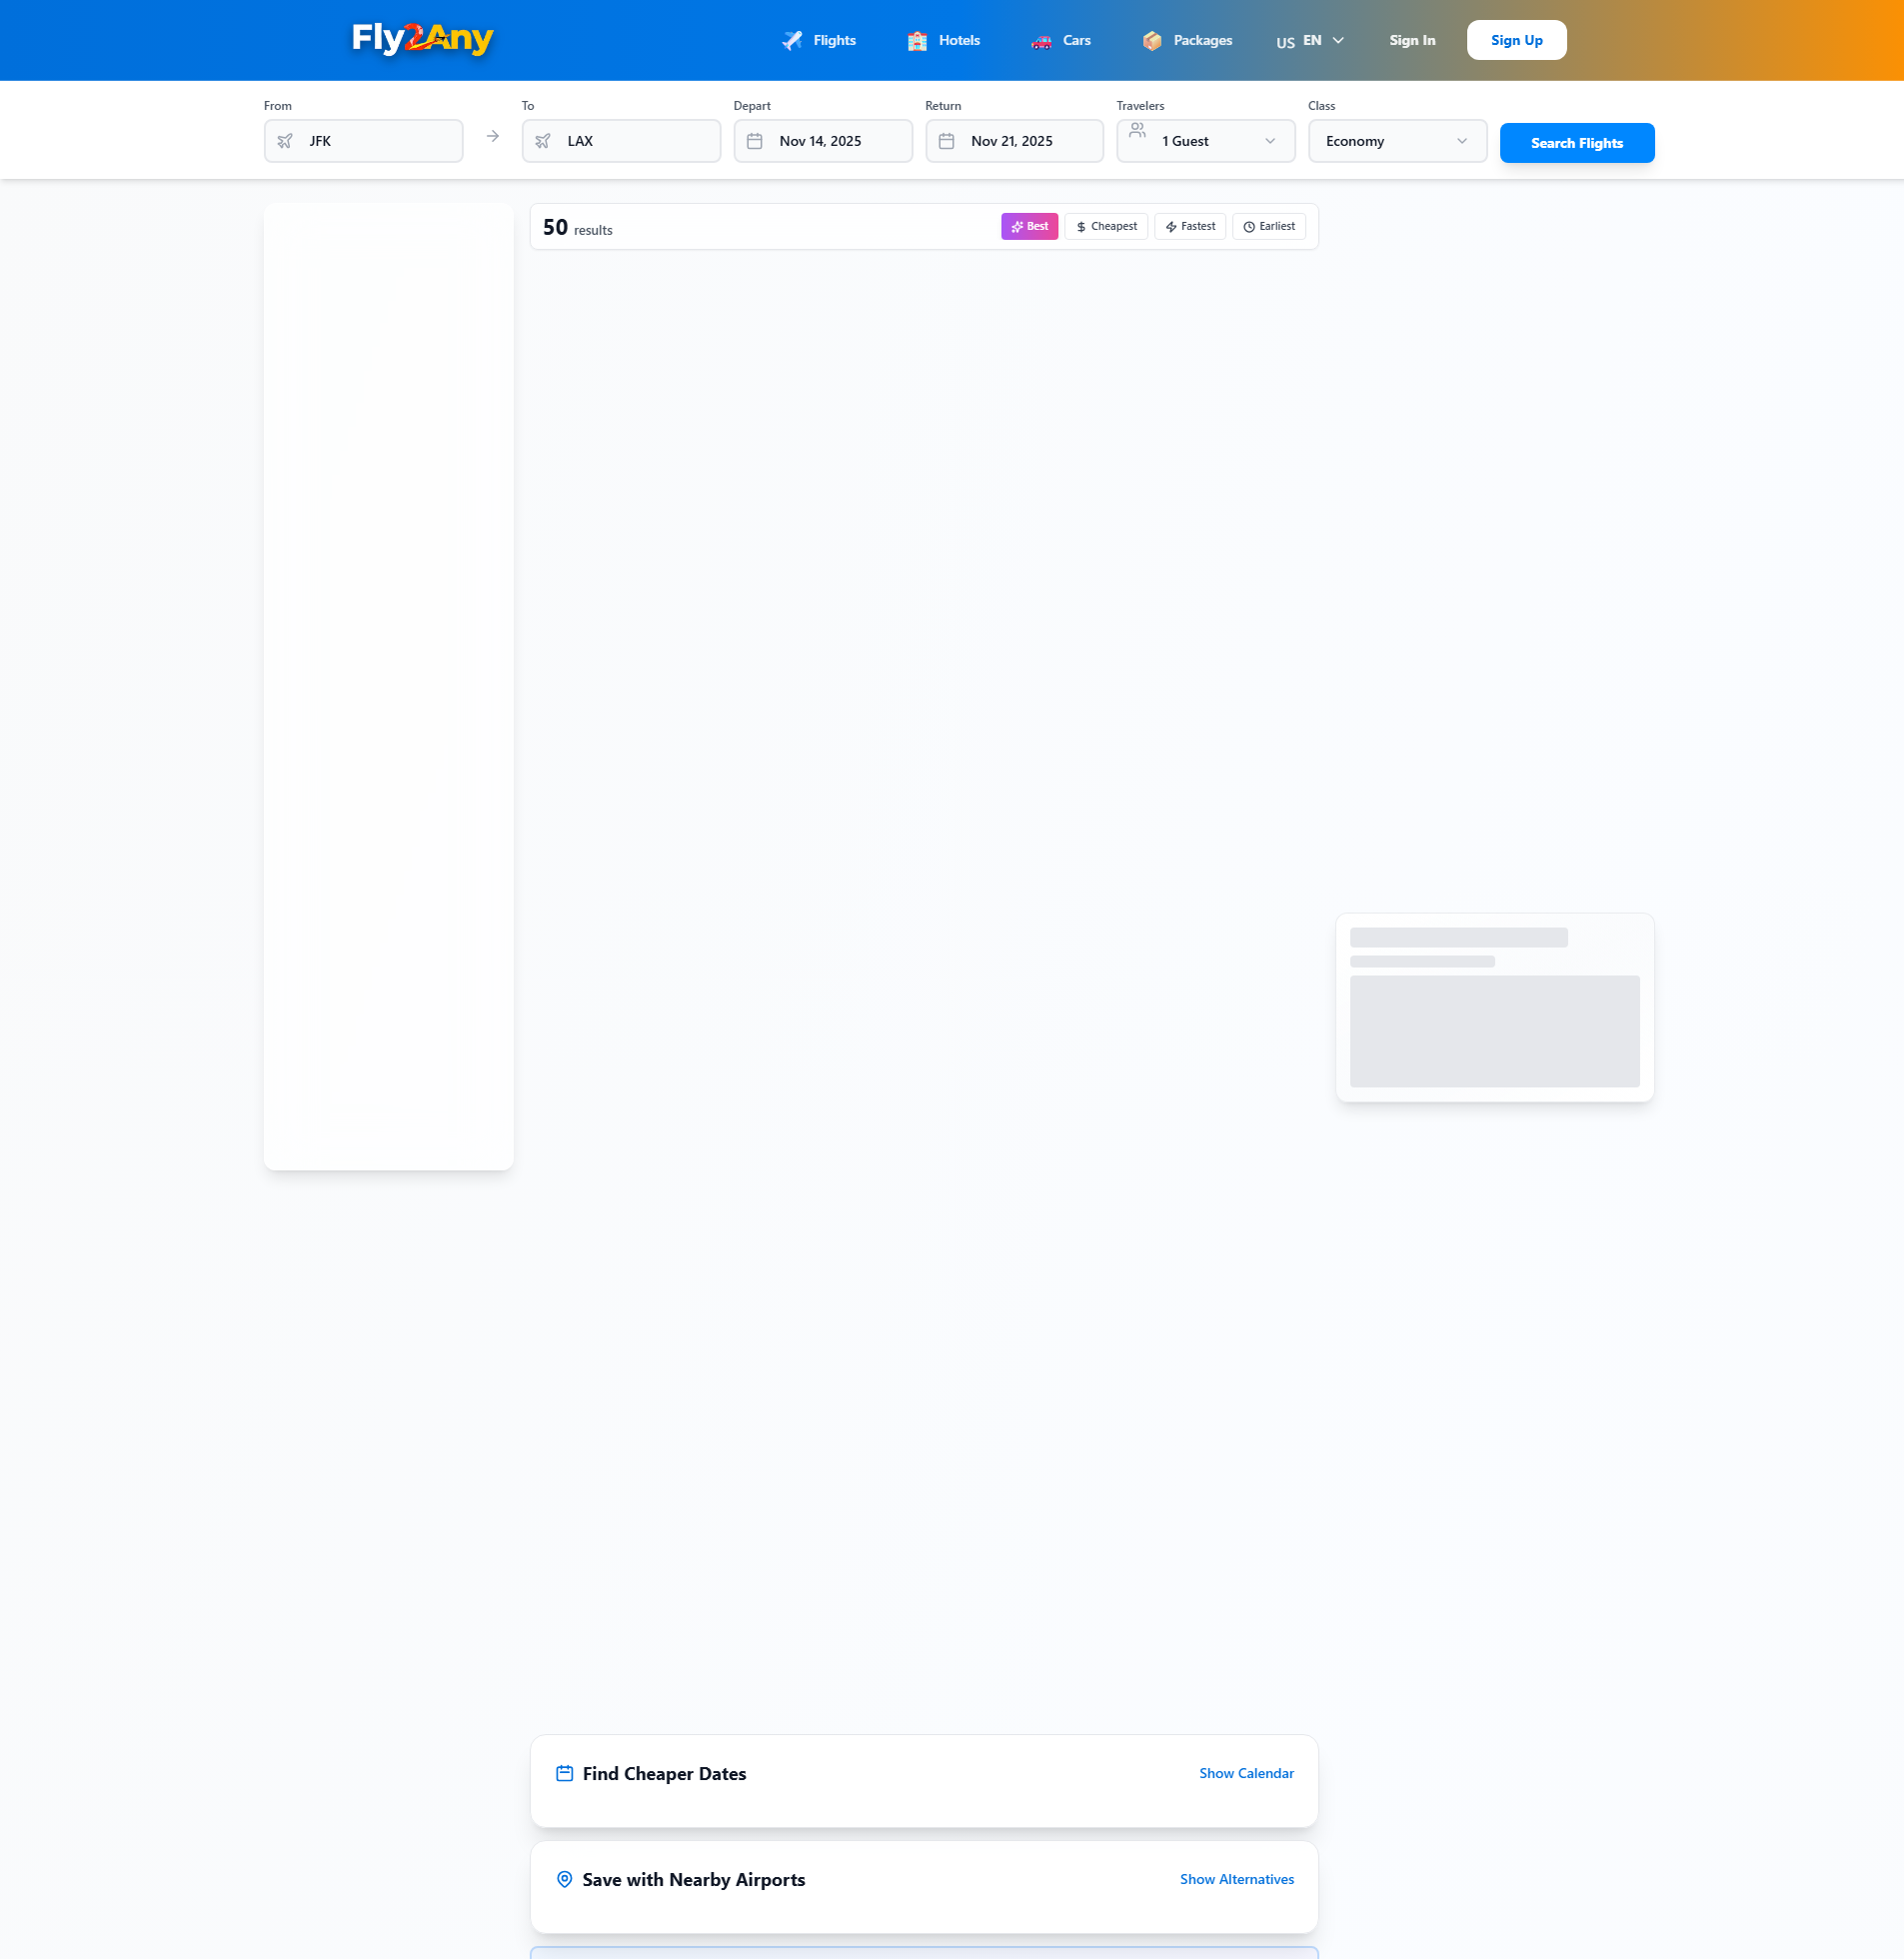 Fly2Any
Flights Hotels Cars Packages US EN Sign In Sign Up
From To Depart Return Travelers Class
JFK LAX Nov 14, 2025 Nov 21, 2025 1 Guest Economy Search Flights
50 results Best Cheapest Fastest Earliest
Find Cheaper Dates Show Calendar
Save with Nearby Airports Show Alternatives